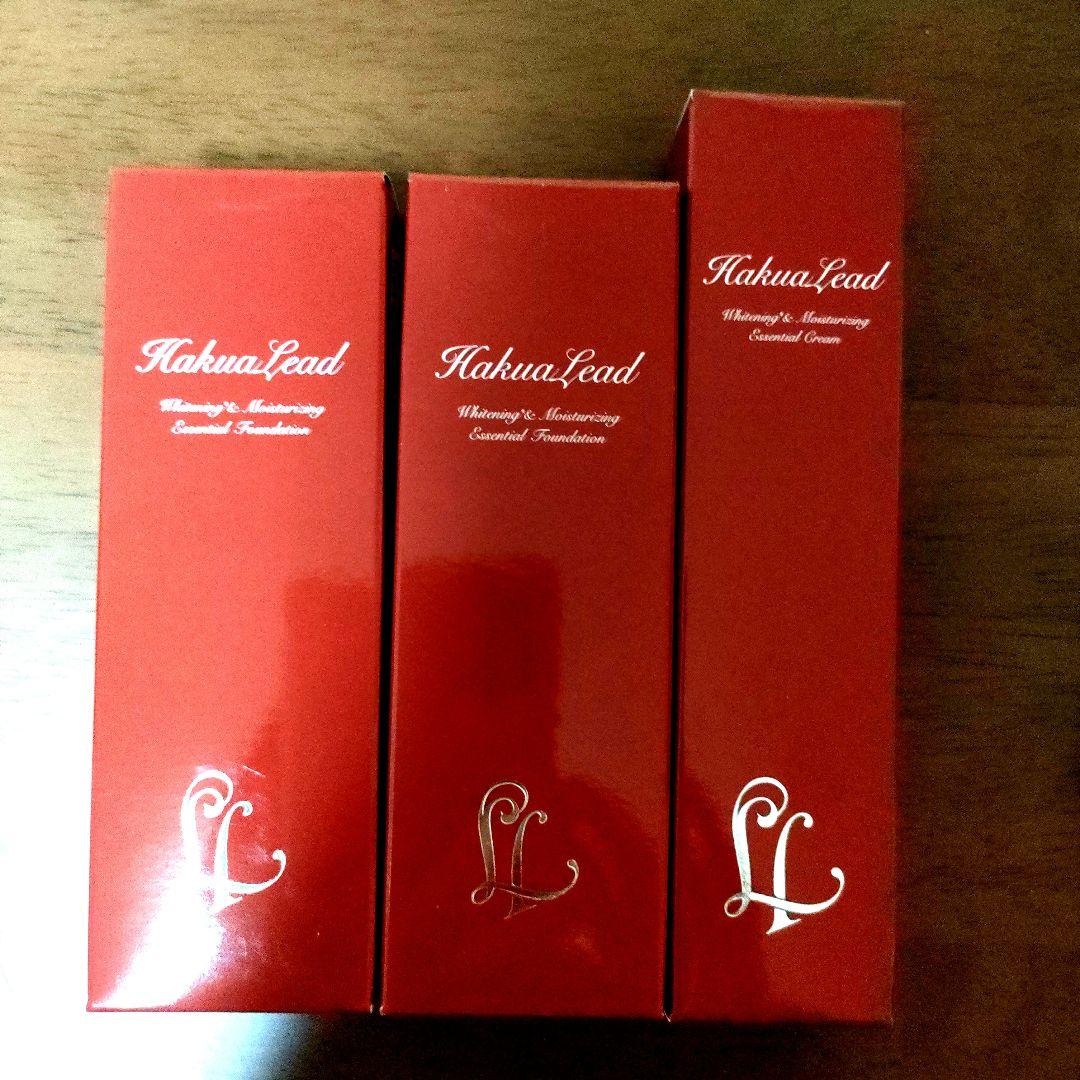 HakuaLead
Whitening*& Moisturizing
Essential Foundation
HakuaLead
Whitening*& Moisturizing
Essential Foundation
HakuaLead
Whitening*& Moisturizing
Essential Cream